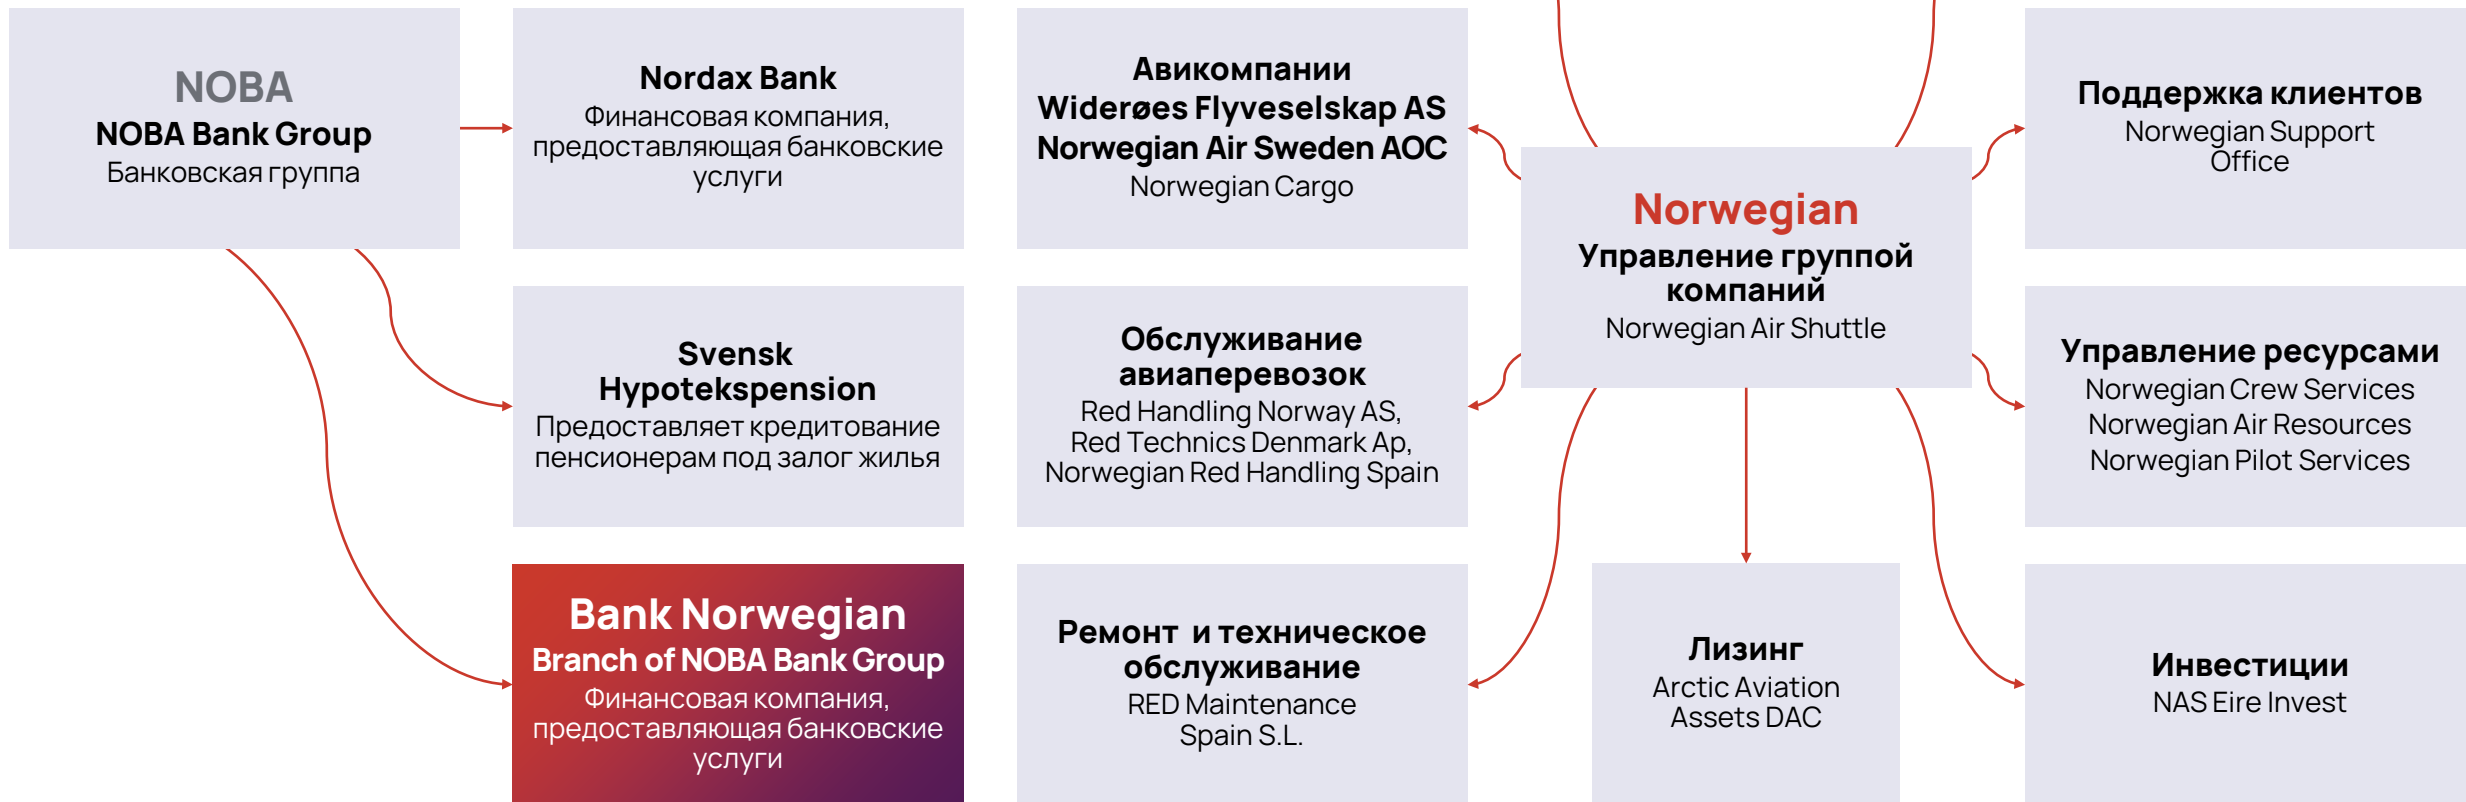 NOBA
NOBA Bank Group
Банковская группа
Nordax Bank
Финансовая компания,
предоставляющая банковские
услуги
Svensk
Hypotekspension
Предоставляет кредитование
пенсионерам под залог жилья
Bank Norwegian
Branch of NOBA Bank Group
Финансовая компания,
предоставляющая банковские
услуги
Авикомпании
Widerøes Flyveselskap AS
Norwegian Air Sweden AOC
Norwegian Cargo
Обслуживание
авиаперевозок
Red Handling Norway AS,
Red Technics Denmark Ap,
Norwegian Red Handling Spain
Ремонт и техническое
обслуживание
RED Maintenance
Spain S.L.
Norwegian
Управление группой
компаний
Norwegian Air Shuttle
Лизинг
Arctic Aviation
Assets DAC
Поддержка клиентов
Norwegian Support
Office
Управление ресурсами
Norwegian Crew Services
Norwegian Air Resources
Norwegian Pilot Services
Инвестиции
NAS Eire Invest